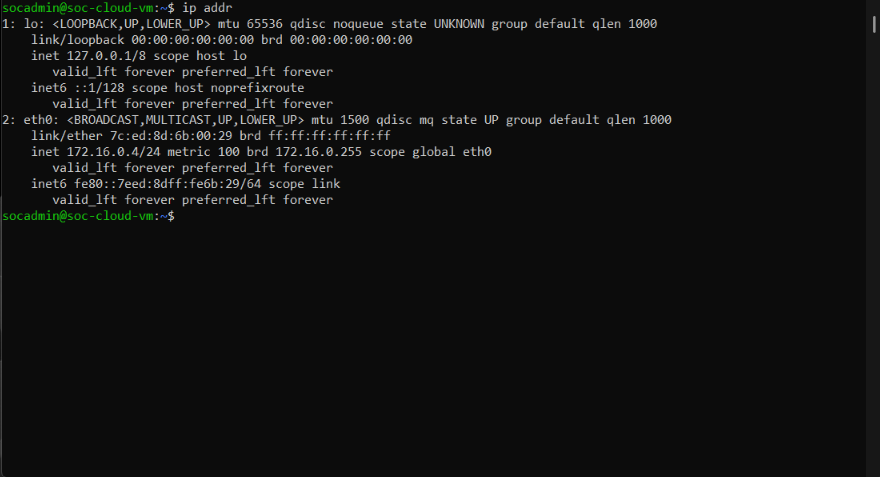 socadmin@soc-cloud-vm:~$ ip addr
1: lo: <LOOPBACK,UP,LOWER_UP> mtu 65536 qdisc noqueue state UNKNOWN group default qlen 1000
    link/loopback 00:00:00:00:00:00 brd 00:00:00:00:00:00
    inet 127.0.0.1/8 scope host lo
       valid_lft forever preferred_lft forever
    inet6 ::1/128 scope host noprefixroute
       valid_lft forever preferred_lft forever
2: eth0: <BROADCAST,MULTICAST,UP,LOWER_UP> mtu 1500 qdisc mq state UP group default qlen 1000
    link/ether 7c:ed:8d:6b:00:29 brd ff:ff:ff:ff:ff:ff
    inet 172.16.0.4/24 metric 100 brd 172.16.0.255 scope global eth0
       valid_lft forever preferred_lft forever
    inet6 fe80::7eed:8dff:fe6b:29/64 scope link
       valid_lft forever preferred_lft forever
socadmin@soc-cloud-vm:~$